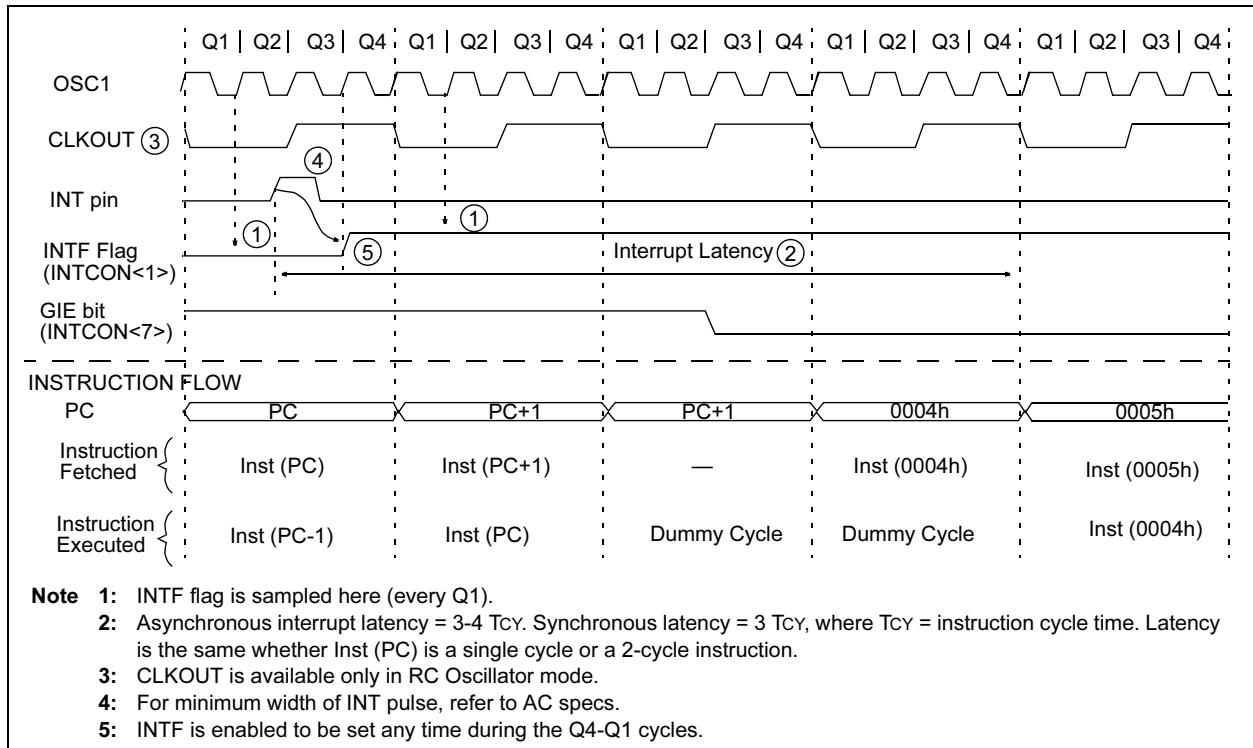 Q1 | Q2 | Q3 | Q4 Q1 | Q2 | Q3 | Q4 Q1 | Q2 | Q3 | Q4 Q1 | Q2 | Q3 | Q4 Q1 | Q2 | Q3 | Q4
OSC1
CLKOUT ③
④
INT pin
① ①
INTF Flag
(INTCON<1>)
⑤ Interrupt Latency ②
GIE bit
(INTCON<7>)
INSTRUCTION FLOW
PC PC PC+1 PC+1 0004h 0005h
Instruction
Fetched
Inst (PC) Inst (PC+1) — Inst (0004h) Inst (0005h)
Instruction
Executed
Inst (PC-1) Inst (PC) Dummy Cycle Dummy Cycle Inst (0004h)
Note 1: INTF flag is sampled here (every Q1).
2: Asynchronous interrupt latency = 3-4 TCY. Synchronous latency = 3 TCY, where TCY = instruction cycle time. Latency
is the same whether Inst (PC) is a single cycle or a 2-cycle instruction.
3: CLKOUT is available only in RC Oscillator mode.
4: For minimum width of INT pulse, refer to AC specs.
5: INTF is enabled to be set any time during the Q4-Q1 cycles.